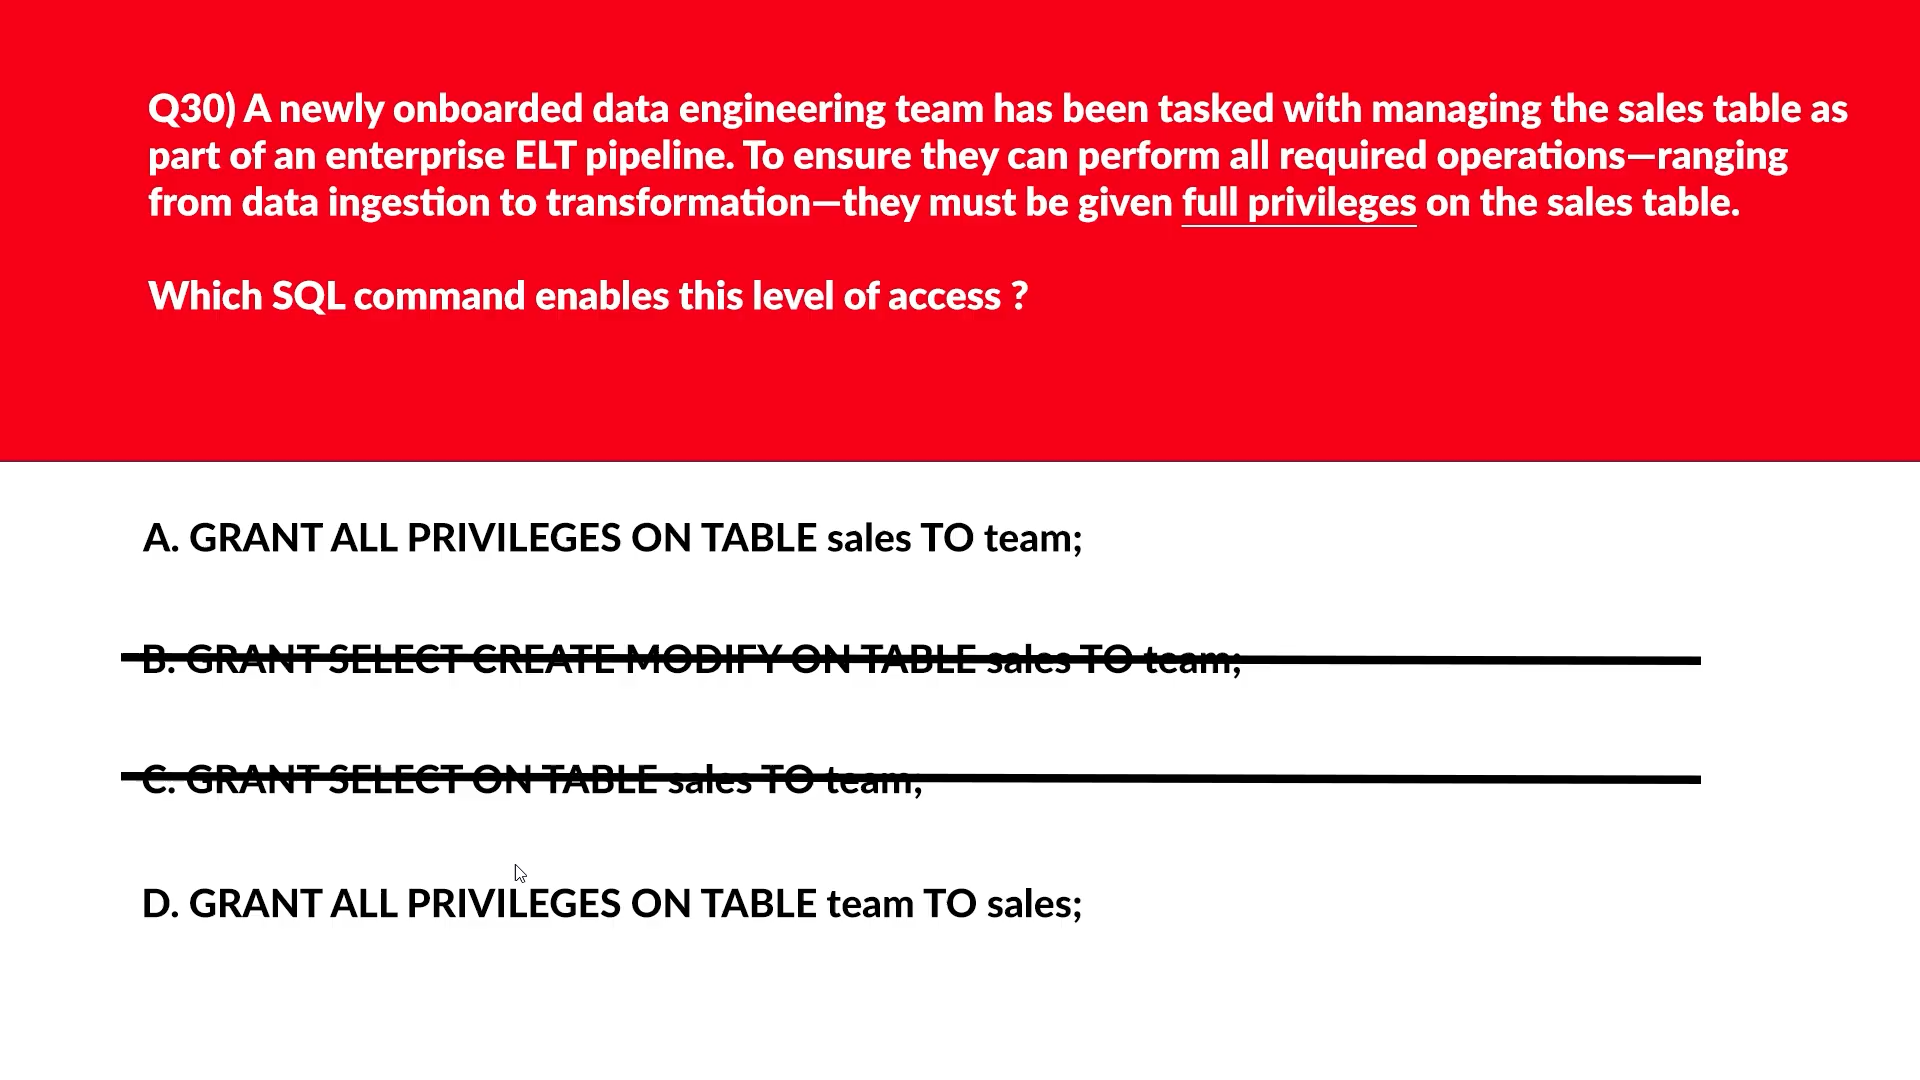 Q30) A newly onboarded data engineering team has been tasked with managing the sales table as
part of an enterprise ELT pipeline. To ensure they can perform all required operations—ranging
from data ingestion to transformation—they must be given full privileges on the sales table.
Which SQL command enables this level of access ?
A. GRANT ALL PRIVILEGES ON TABLE sales TO team;
B. GRANT SELECT CREATE MODIFY ON TABLE sales TO team;
C. GRANT SELECT ON TABLE sales TO team;
D. GRANT ALL PRIVILEGES ON TABLE team TO sales;